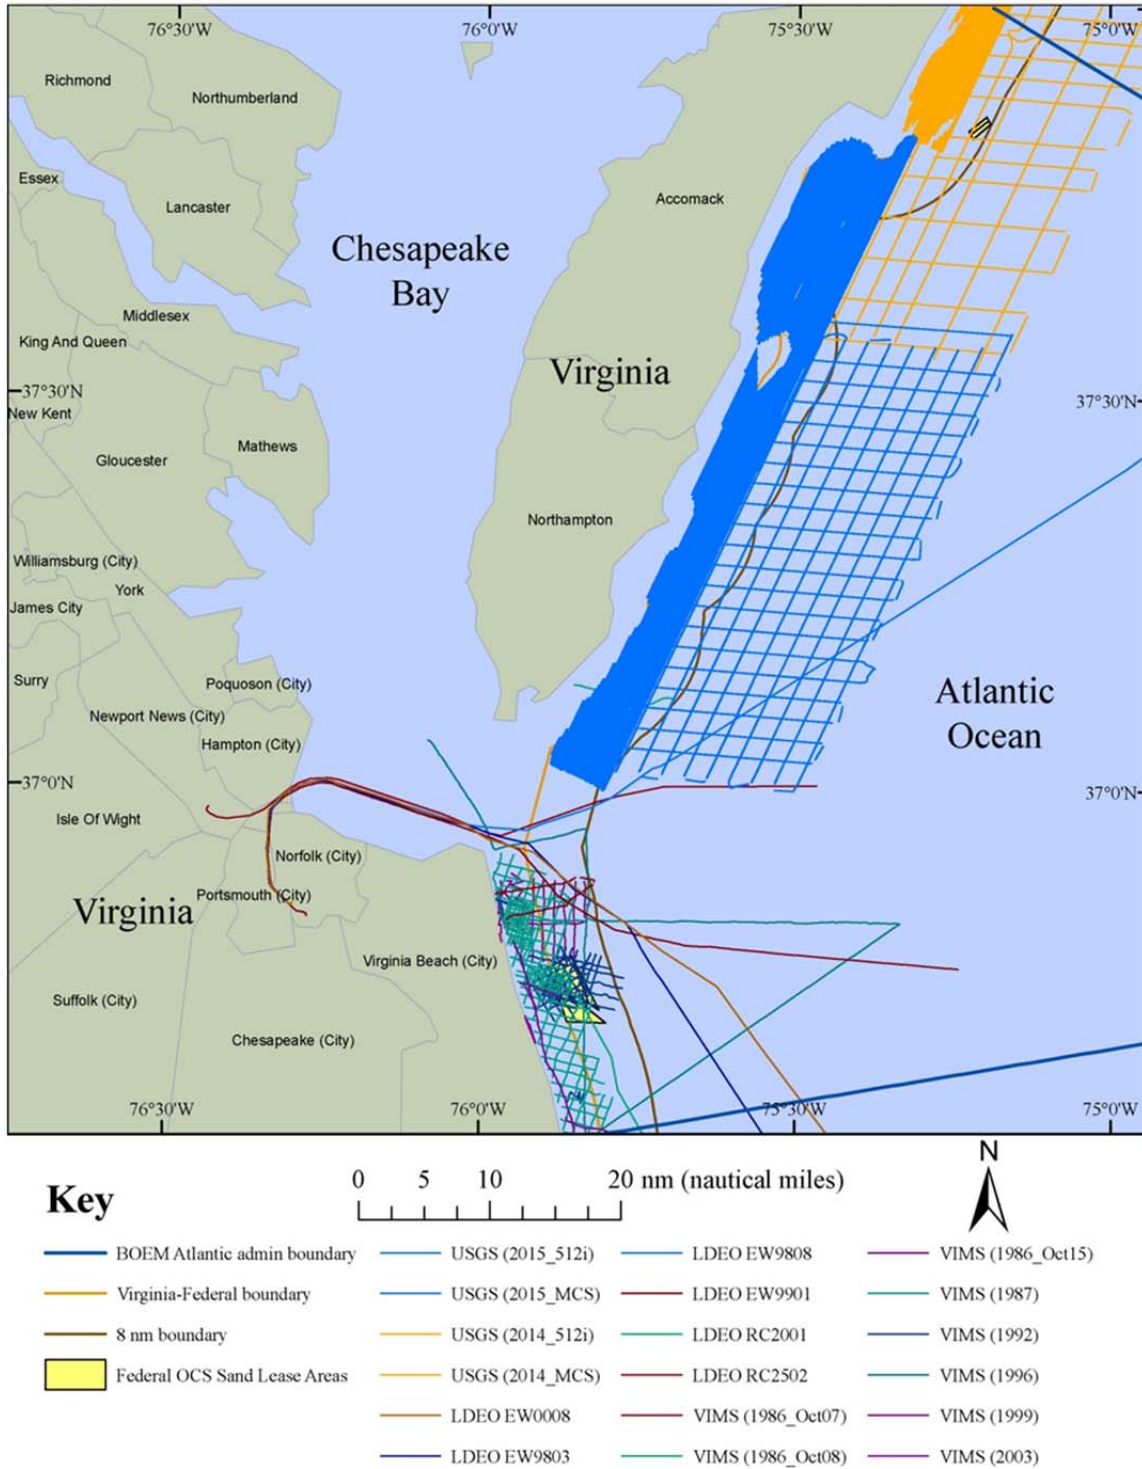 76°30'W 76°0'W 75°30'W 75°0'W
Richmond
Northumberland
Essex
Lancaster
Accomack
Chesapeake
Bay
Middlesex
King And Queen
Virginia
37°30'N
37°30'N
New Kent
Mathews
Gloucester
Northampton
Williamsburg (City)
York
James City
Surry
Poquoson (City)
Atlantic
Ocean
Newport News (City)
Hampton (City)
37°0'N
37°0'N
Isle Of Wight
Norfolk (City)
Portsmouth (City)
Virginia
Virginia Beach (City)
Suffolk (City)
Chesapeake (City)
76°30'W 76°0'W 75°30'W 75°0'W
N
0 5 10 20 nm (nautical miles)
Key
BOEM Atlantic admin boundary
Virginia-Federal boundary
8 nm boundary
Federal OCS Sand Lease Areas
USGS (2015_512i)
USGS (2015_MCS)
USGS (2014_512i)
USGS (2014_MCS)
LDEO EW0008
LDEO EW9803
LDEO EW9808
LDEO EW9901
LDEO RC2001
LDEO RC2502
VIMS (1986_Oct07)
VIMS (1986_Oct08)
VIMS (1986_Oct15)
VIMS (1987)
VIMS (1992)
VIMS (1996)
VIMS (1999)
VIMS (2003)